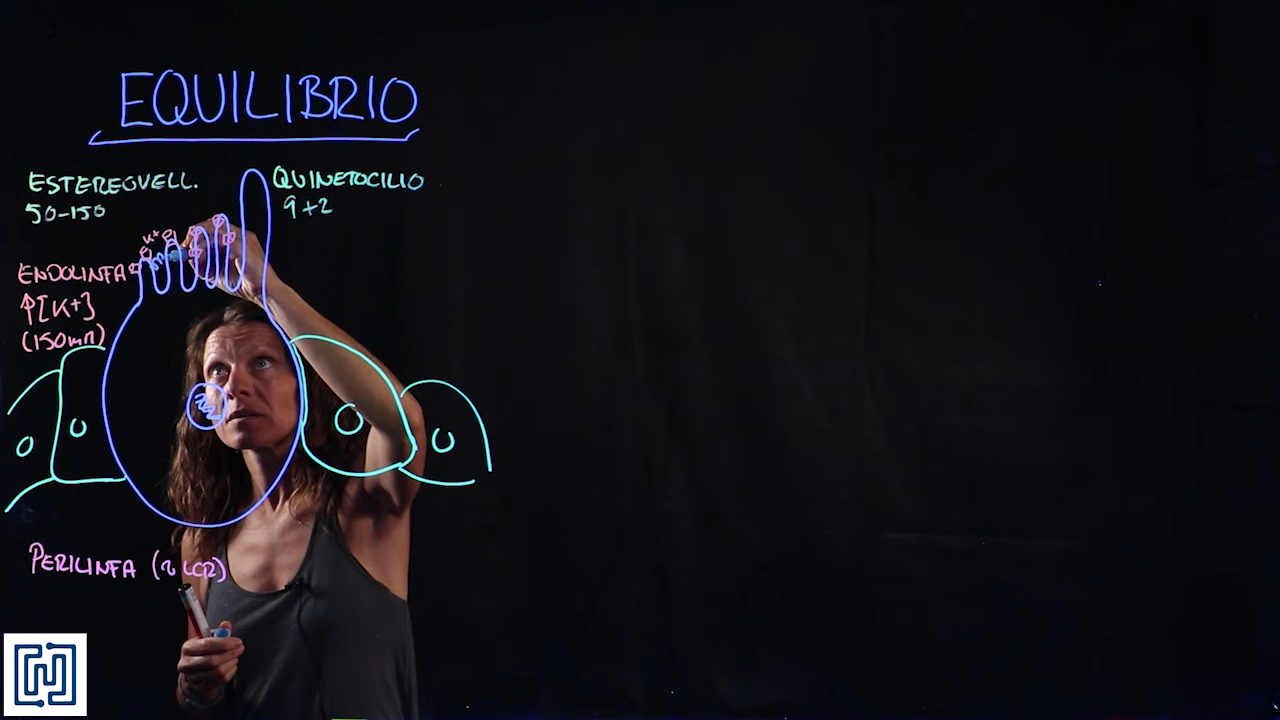 EQUILIBRIO
ESTEREOVELL.
50-150
QUINETOCILIO
9+2
K+
ENDOLINFA
↑[K+]
(150mM)
PERILINFA (≈ LCR)